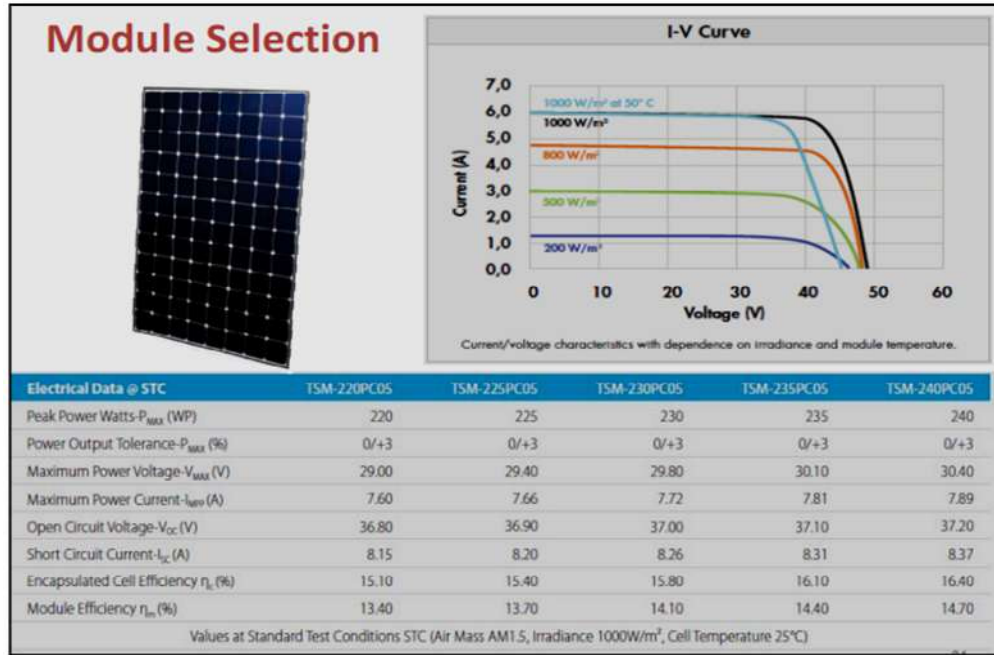 Module Selection
I-V Curve
7,0
6,0
5,0
4,0
3,0
2,0
1,0
0,0
Current (A)
1000 W/m² at 50° C
1000 W/m²
800 W/m²
500 W/m²
200 W/m²
0 10 20 30 40 50 60
Voltage (V)
Current/voltage characteristics with dependence on irradiance and module temperature.
Electrical Data @ STC TSM-220PC05 TSM-225PC05 TSM-230PC05 TSM-235PC05 TSM-240PC05
Peak Power Watts-PMAX (WP) 220 225 230 235 240
Power Output Tolerance-PMAX (%) 0/+3 0/+3 0/+3 0/+3 0/+3
Maximum Power Voltage-VMAX (V) 29.00 29.40 29.80 30.10 30.40
Maximum Power Current-IMPP (A) 7.60 7.66 7.72 7.81 7.89
Open Circuit Voltage-VOC (V) 36.80 36.90 37.00 37.10 37.20
Short Circuit Current-ISC (A) 8.15 8.20 8.26 8.31 8.37
Encapsulated Cell Efficiency ηc (%) 15.10 15.40 15.80 16.10 16.40
Module Efficiency ηm (%) 13.40 13.70 14.10 14.40 14.70
Values at Standard Test Conditions STC (Air Mass AM1.5, Irradiance 1000W/m², Cell Temperature 25°C)